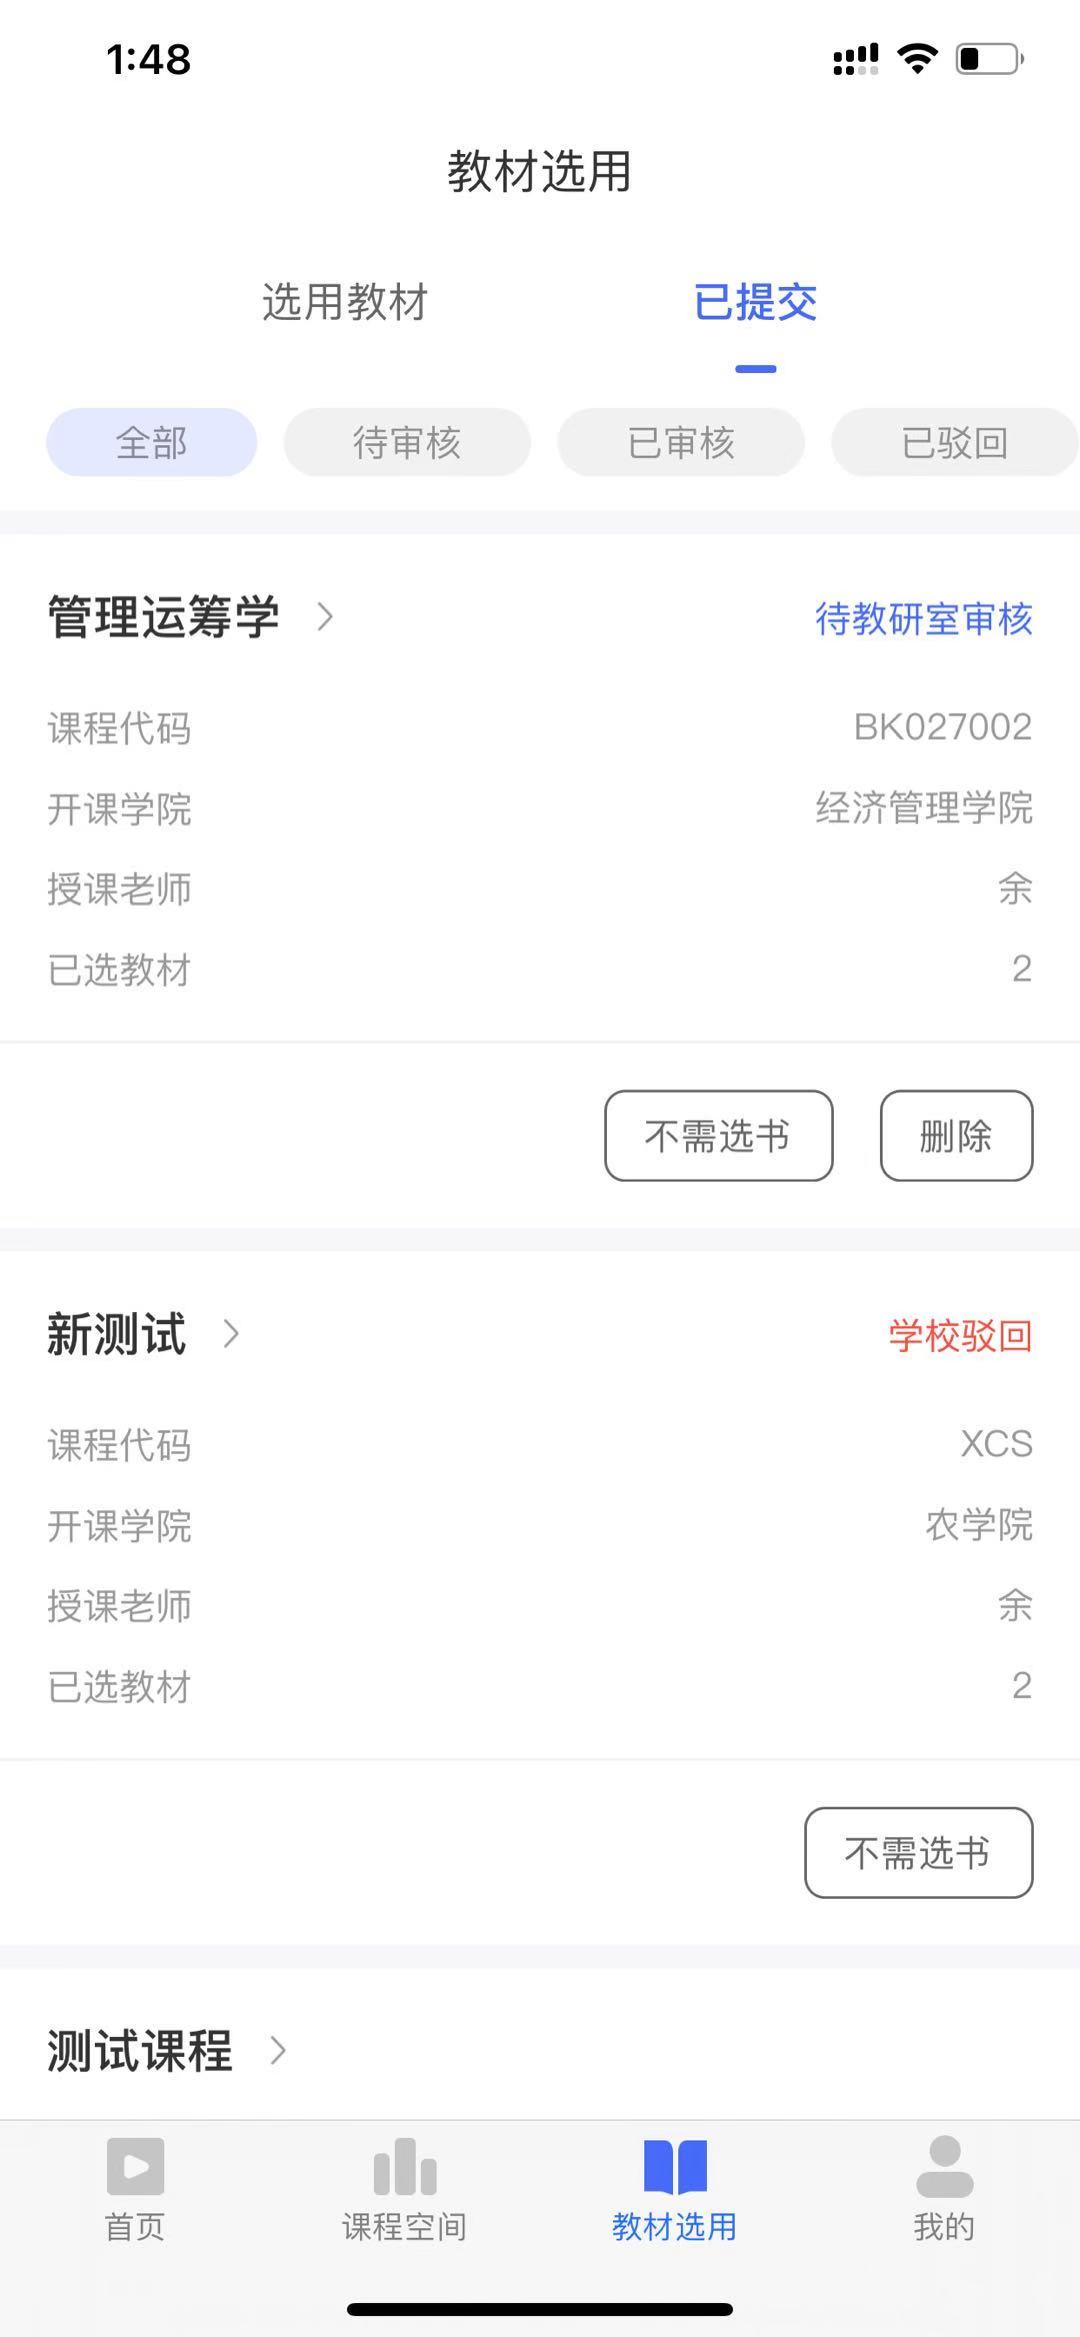 1:48
教材选用
选用教材 已提交
全部 待审核 已审核 已驳回
管理运筹学 待教研室审核
课程代码 BK027002
开课学院 经济管理学院
授课老师 余
已选教材 2
不需选书 删除
新测试 学校驳回
课程代码 XCS
开课学院 农学院
授课老师 余
已选教材 2
不需选书
测试课程
首页 课程空间 教材选用 我的